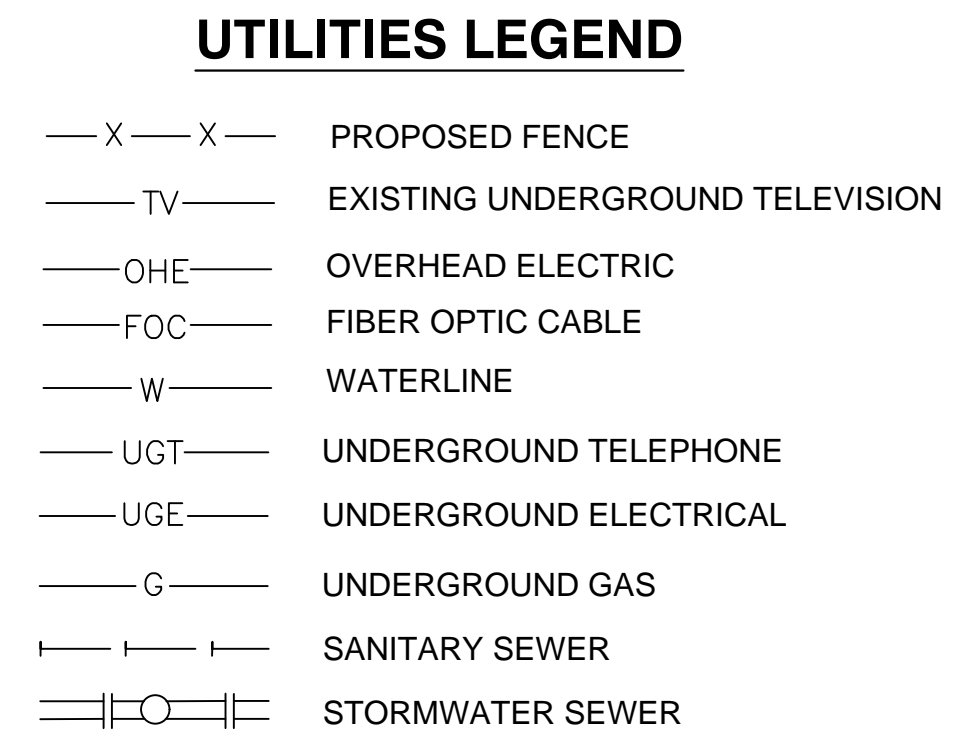 UTILITIES LEGEND
X X PROPOSED FENCE
TV EXISTING UNDERGROUND TELEVISION
OHE OVERHEAD ELECTRIC
FOC FIBER OPTIC CABLE
W WATERLINE
UGT UNDERGROUND TELEPHONE
UGE UNDERGROUND ELECTRICAL
G UNDERGROUND GAS
SANITARY SEWER
STORMWATER SEWER